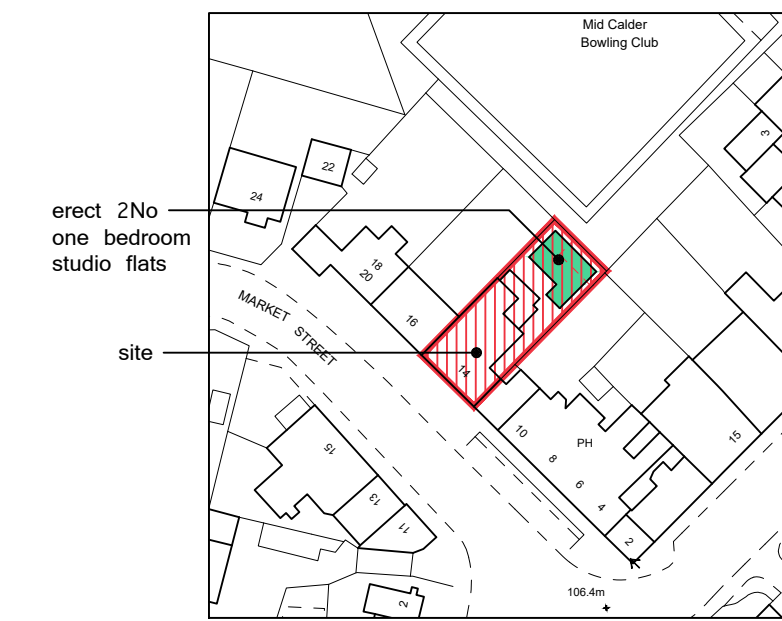 Mid Calder
Bowling Club
3
22
24
erect 2No
one bedroom
studio flats
18
20
MARKET STREET
16
site
14
10
PH
8
6
4
2
15
15
13
11
2
106.4m